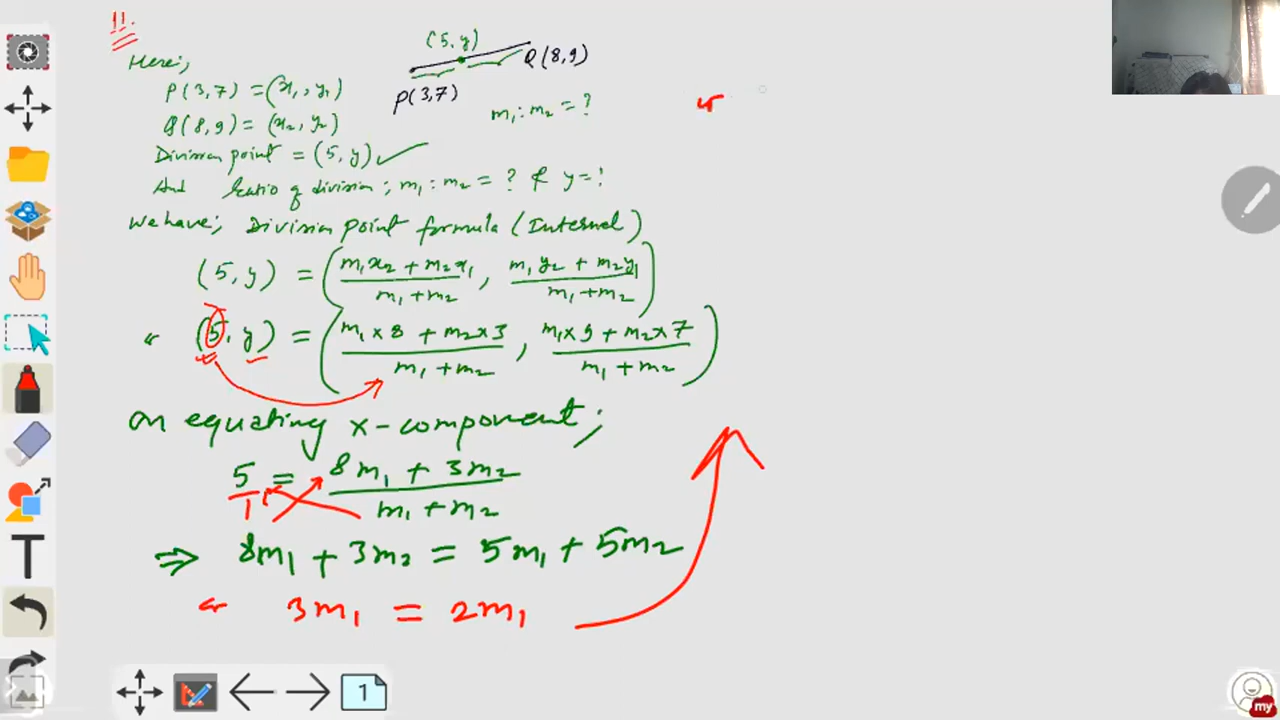 11.
(5, y)
Q(8,9)
P(3,7)
m₁ : m₂ = ?
Here;
P(3,7) = (x₁, y₁)
Q(8,9) = (x₂, y₂)
Division point = (5, y) ✓
And Ratio of division ; m₁ : m₂ = ? & y = ?
We have; Division point formula (Internal)
(5, y) = ( (m₁x₂ + m₂x₁)/(m₁ + m₂) , (m₁y₂ + m₂y₁)/(m₁ + m₂) )
or (5, y) = ( (m₁×8 + m₂×3)/(m₁ + m₂) , (m₁×9 + m₂×7)/(m₁ + m₂) )
On equating x-component;
5/1 = (8m₁ + 3m₂)/(m₁ + m₂)
⇒ 8m₁ + 3m₂ = 5m₁ + 5m₂
or 3m₁ = 2m₁
or
T
1
my